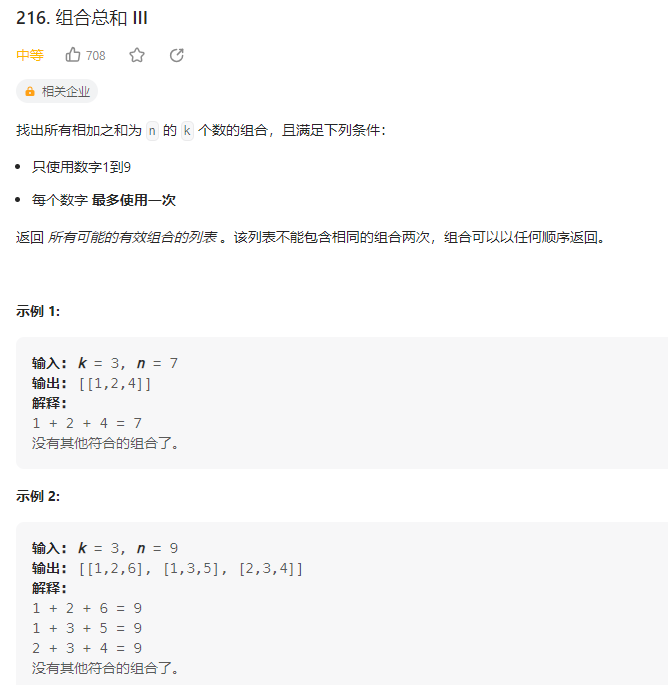 216. 组合总和 III
中等 708
相关企业
找出所有相加之和为 n 的 k 个数的组合，且满足下列条件：
只使用数字1到9
每个数字 最多使用一次
返回 所有可能的有效组合的列表 。该列表不能包含相同的组合两次，组合可以以任何顺序返回。
示例 1:
输入: k = 3, n = 7
输出: [[1,2,4]]
解释:
1 + 2 + 4 = 7
没有其他符合的组合了。
示例 2:
输入: k = 3, n = 9
输出: [[1,2,6], [1,3,5], [2,3,4]]
解释:
1 + 2 + 6 = 9
1 + 3 + 5 = 9
2 + 3 + 4 = 9
没有其他符合的组合了。